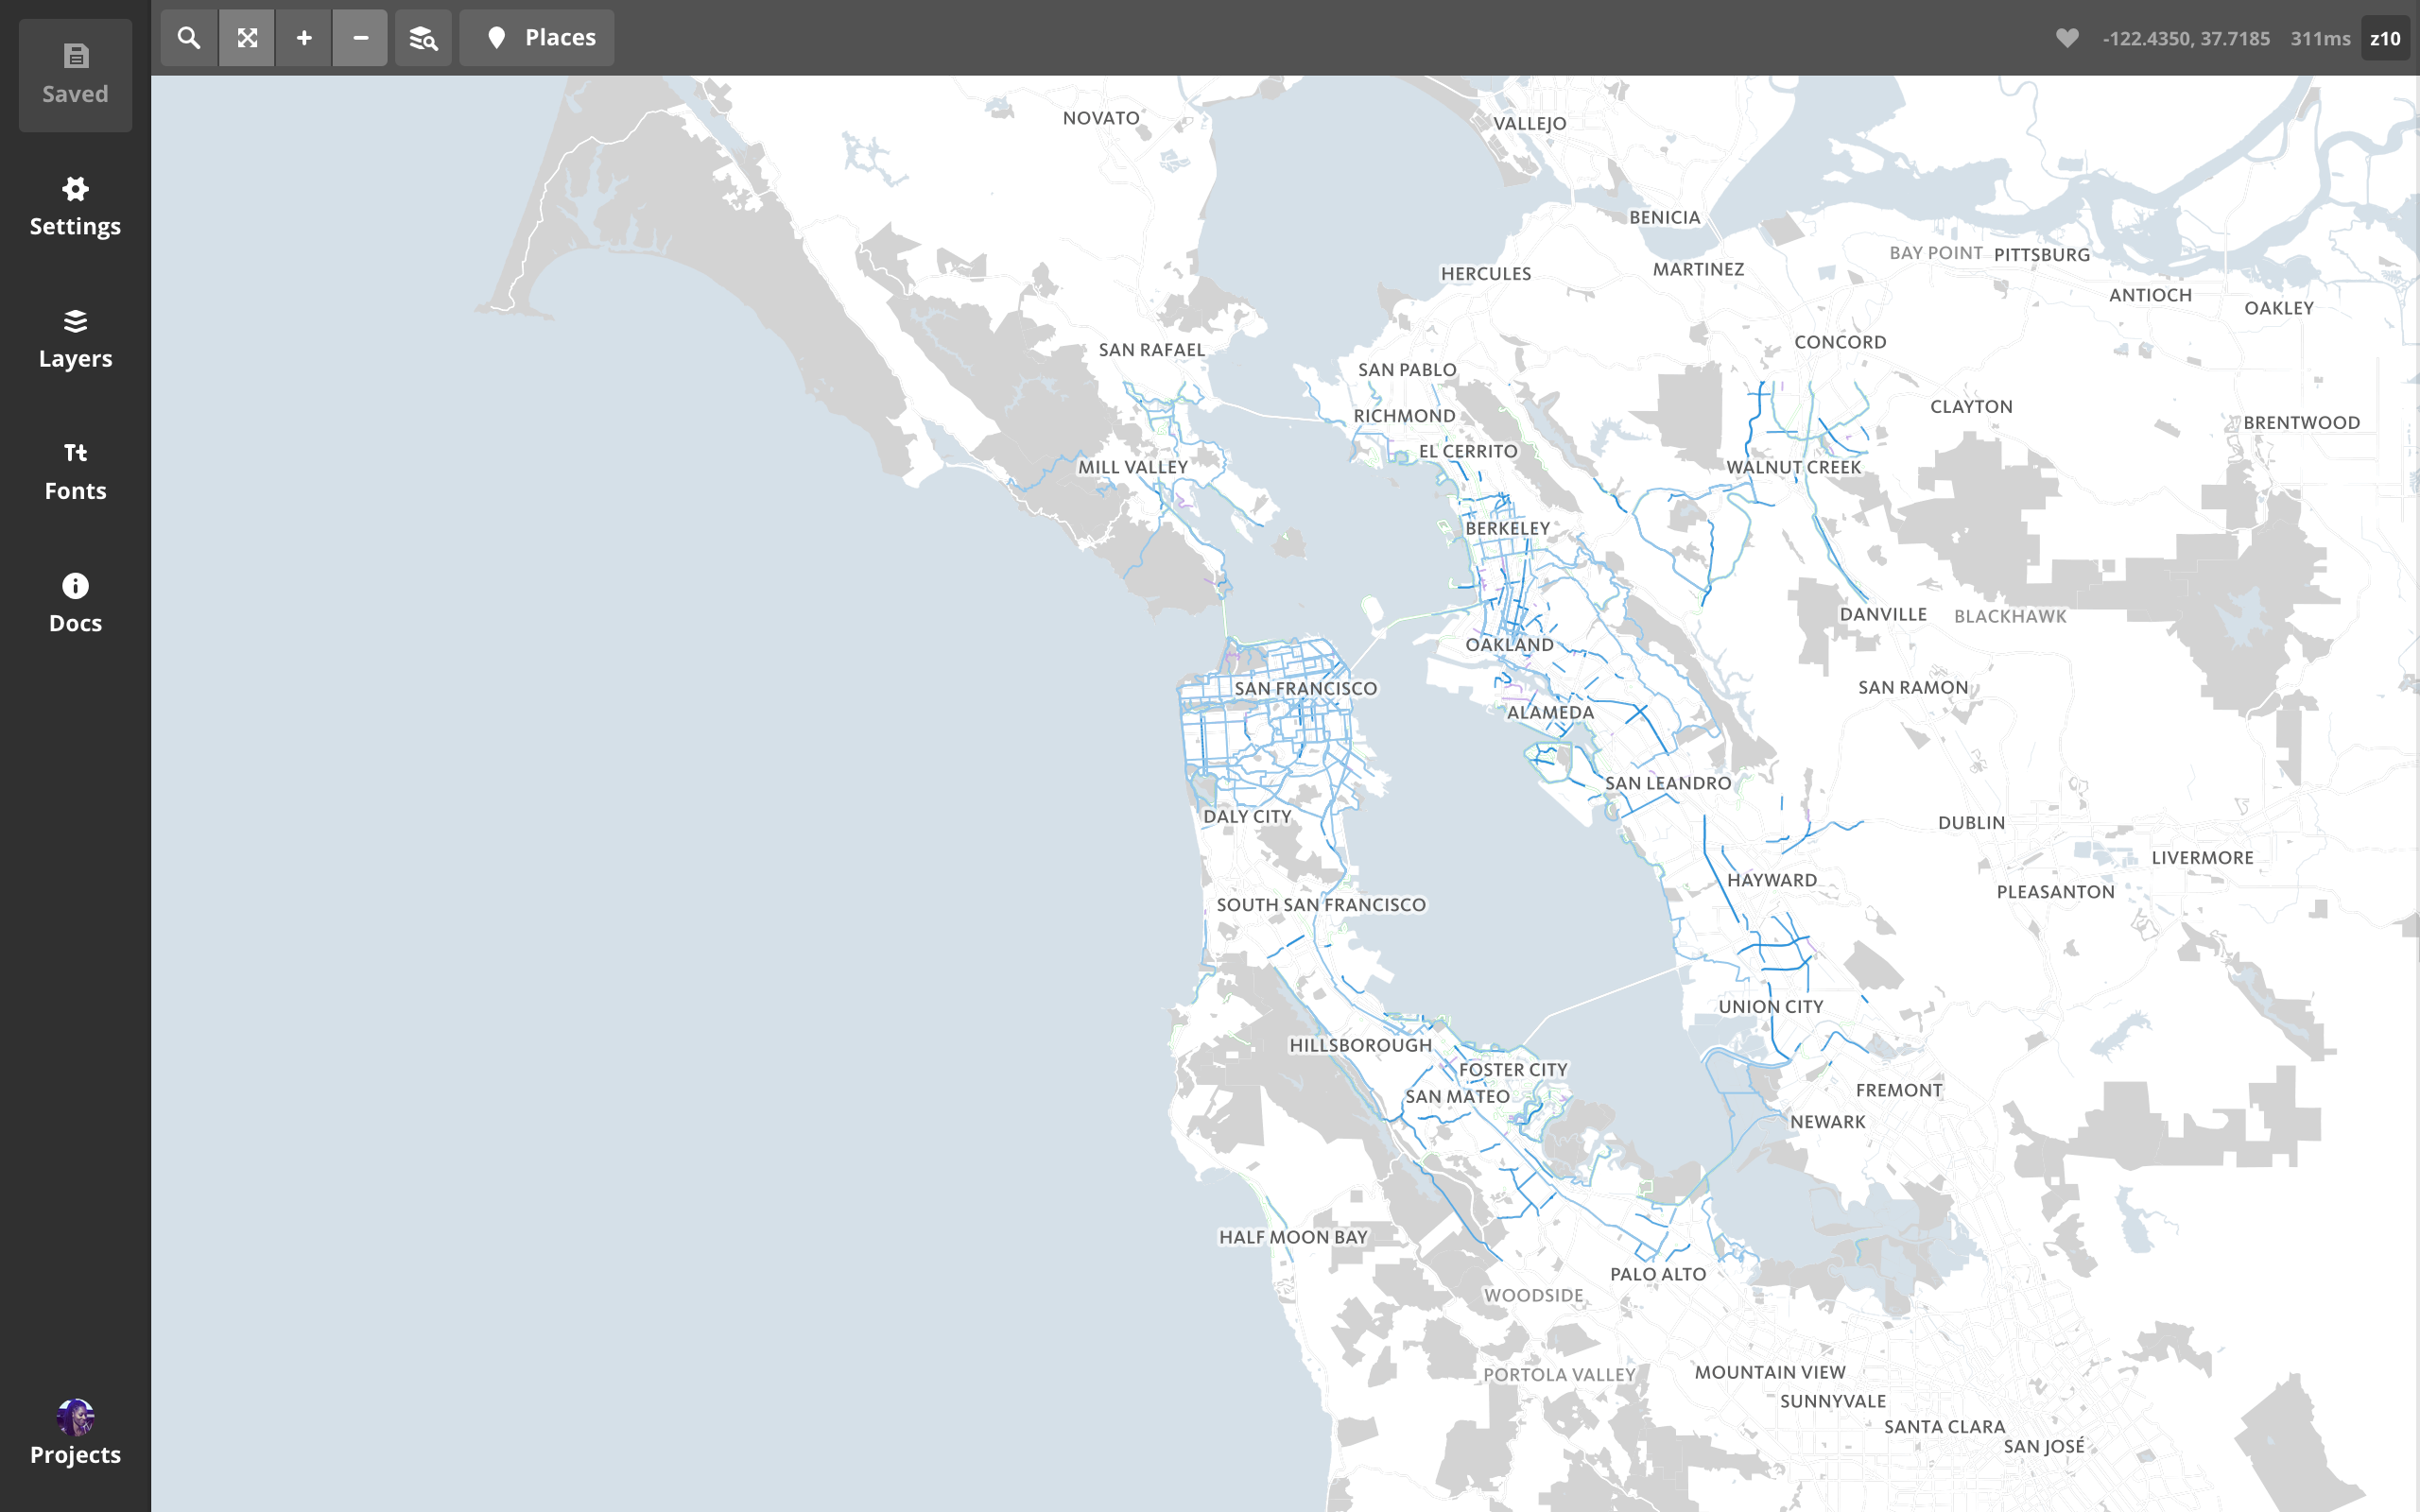 Saved
Settings
Layers
Tt
Fonts
Docs
Projects
Places
-122.4350, 37.7185 311ms z10
NOVATO
VALLEJO
BENICIA
BAY POINT PITTSBURG
HERCULES
MARTINEZ
ANTIOCH
OAKLEY
CONCORD
SAN RAFAEL
SAN PABLO
CLAYTON
RICHMOND
BRENTWOOD
EL CERRITO
MILL VALLEY
WALNUT CREEK
BERKELEY
DANVILLE
BLACKHAWK
OAKLAND
SAN FRANCISCO
SAN RAMON
ALAMEDA
SAN LEANDRO
DALY CITY
DUBLIN
LIVERMORE
HAYWARD
PLEASANTON
SOUTH SAN FRANCISCO
UNION CITY
HILLSBOROUGH
FOSTER CITY
FREMONT
SAN MATEO
NEWARK
HALF MOON BAY
PALO ALTO
WOODSIDE
PORTOLA VALLEY
MOUNTAIN VIEW
SUNNYVALE
SANTA CLARA
SAN JOSÉ